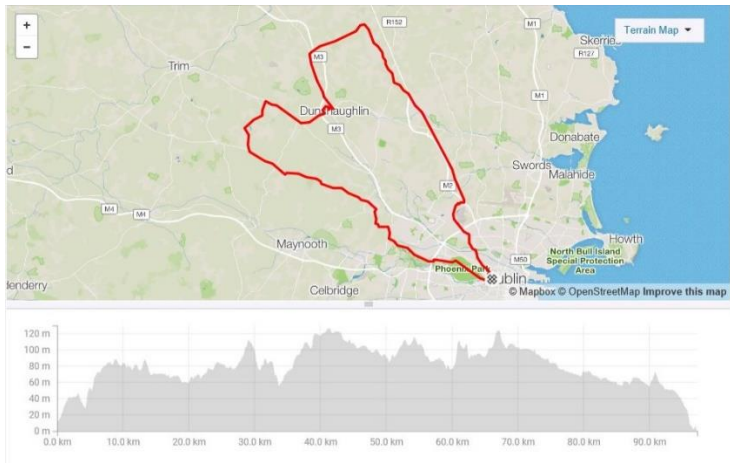 +
−
Terrain Map
R152
M1
Skerries
R127
M3
Trim
Dunshaughlin
M1
M3
Donabate
Swords
Malahide
M2
M4
M4
Maynooth
Howth
North Bull Island
Special Protection
Area
M50
Phoenix Park
ublin
enderry
Celbridge
© Mapbox © OpenStreetMap Improve this map
120 m
100 m
80 m
60 m
40 m
20 m
0 m
0.0 km 10.0 km 20.0 km 30.0 km 40.0 km 50.0 km 60.0 km 70.0 km 80.0 km 90.0 km